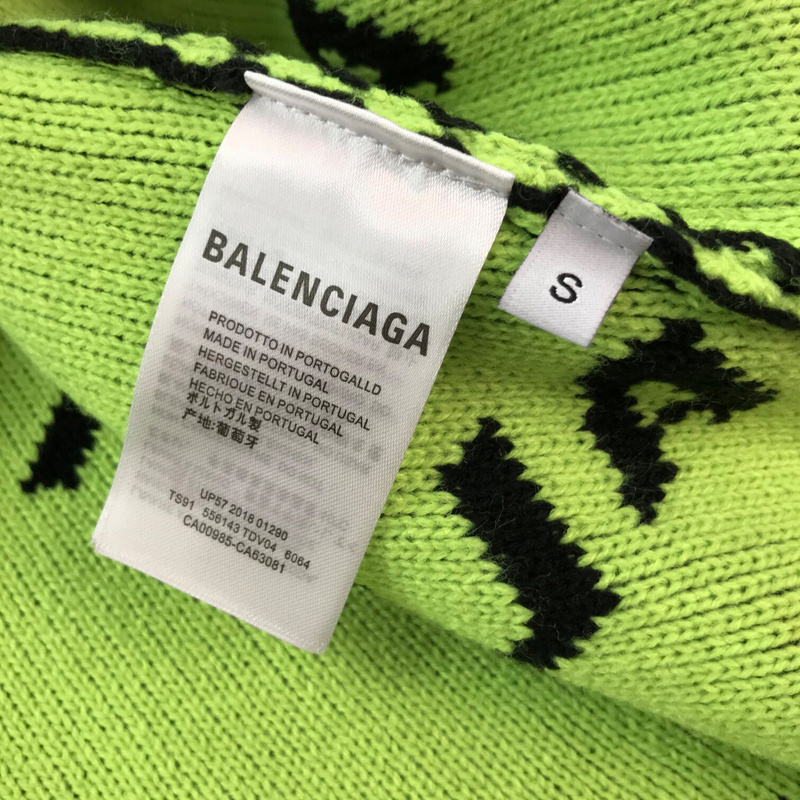 BALENCIAGA
PRODOTTO IN PORTOGALLD
MADE IN PORTUGAL
HERGESTELLT IN PORTUGAL
FABRIQUE EN PORTUGAL
HECHO EN PORTUGAL
ポルトガル製
产地:葡萄牙
UP57 2018 01290
TS91 556143 TDV04 6064
CA00985-CA63081
S